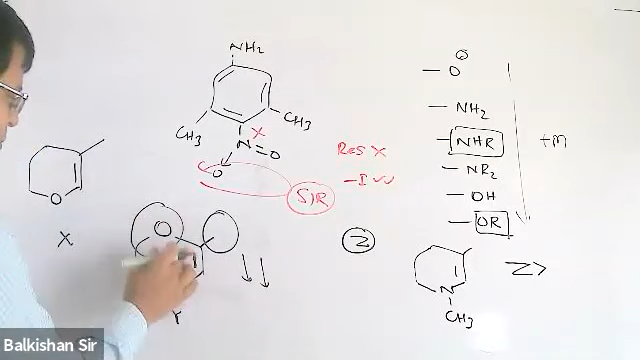 NH2
CH3
CH3
N=O
O
X
SIR
Res X
-I ✓✓
-O⊖
-NH2
-NHR
-NR2
-OH
-OR
+m
O
X
O
Y
2
N
CH3
Z>
Balkishan Sir